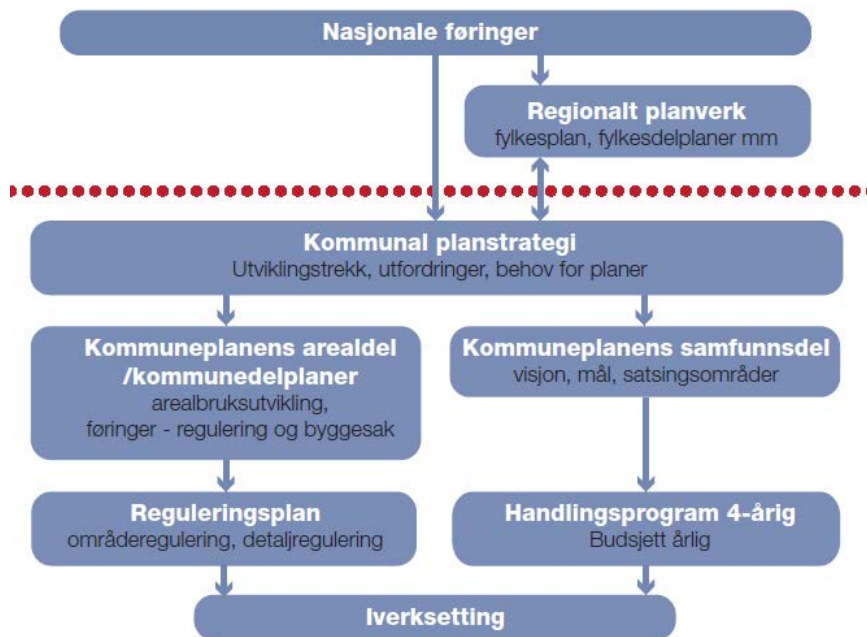 Nasjonale føringer
Regionalt planverk
fylkesplan, fylkesdelplaner mm
Kommunal planstrategi
Utviklingstrekk, utfordringer, behov for planer
Kommuneplanens arealdel
/kommunedelplaner
arealbruksutvikling,
føringer - regulering og byggesak
Kommuneplanens samfunnsdel
visjon, mål, satsingsområder
Reguleringsplan
områderegulering, detaljregulering
Handlingsprogram 4-årig
Budsjett årlig
Iverksetting